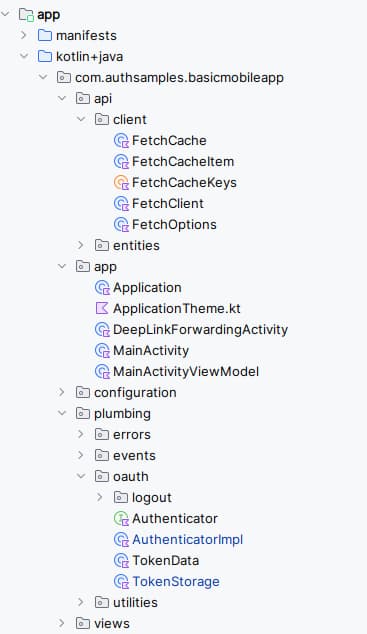 app
manifests
kotlin+java
com.authsamples.basicmobileapp
api
client
FetchCache
FetchCacheItem
FetchCacheKeys
FetchClient
FetchOptions
entities
app
Application
ApplicationTheme.kt
DeepLinkForwardingActivity
MainActivity
MainActivityViewModel
configuration
plumbing
errors
events
oauth
logout
Authenticator
AuthenticatorImpl
TokenData
TokenStorage
utilities
views